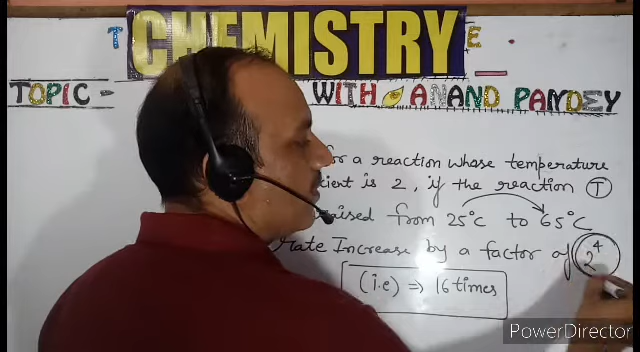 T CHEMISTRY E
TOPIC - WITH ANAND PANDEY
for a reaction whose temperature
is 2, if the reaction T
raised from 25°C to 65°C
rate Increase by a factor of 2⁴
(i.e) ⇒ 16 times
PowerDirector